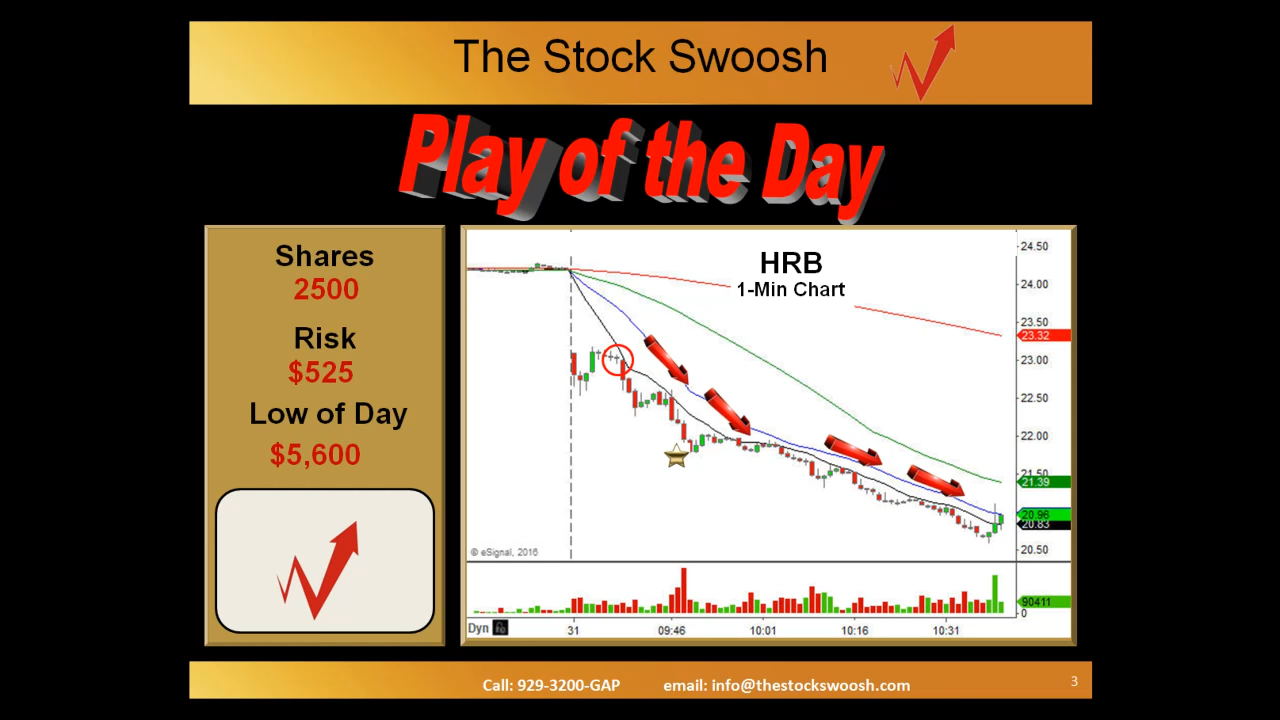 The Stock Swoosh
Play of the Day
Shares
2500
Risk
$525
Low of Day
$5,600
HRB
1-Min Chart
24.50
24.00
23.50
23.32
23.00
22.50
22.00
21.50
21.39
20.96
20.83
20.50
© eSignal, 2016
90411
0
Dyn
31
09:46
10:01
10:16
10:31
Call: 929-3200-GAP
email: info@thestockswoosh.com
3